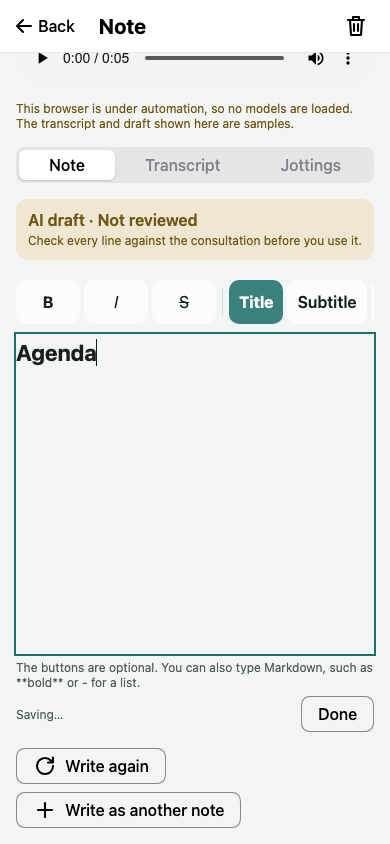 Back Note
0:00 / 0:05
This browser is under automation, so no models are loaded.
The transcript and draft shown here are samples.
Note Transcript Jottings
AI draft · Not reviewed
Check every line against the consultation before you use it.
B I S Title Subtitle
Agenda
The buttons are optional. You can also type Markdown, such as
**bold** or - for a list.
Saving...
Done
Write again
Write as another note